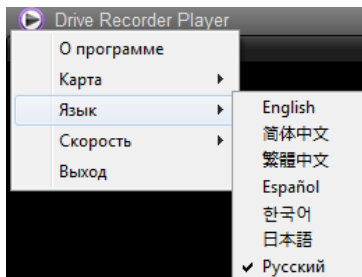 Drive Recorder Player
О программе
Карта
Язык
Скорость
Выход
English
简体中文
繁體中文
Español
한국어
日本語
Русский